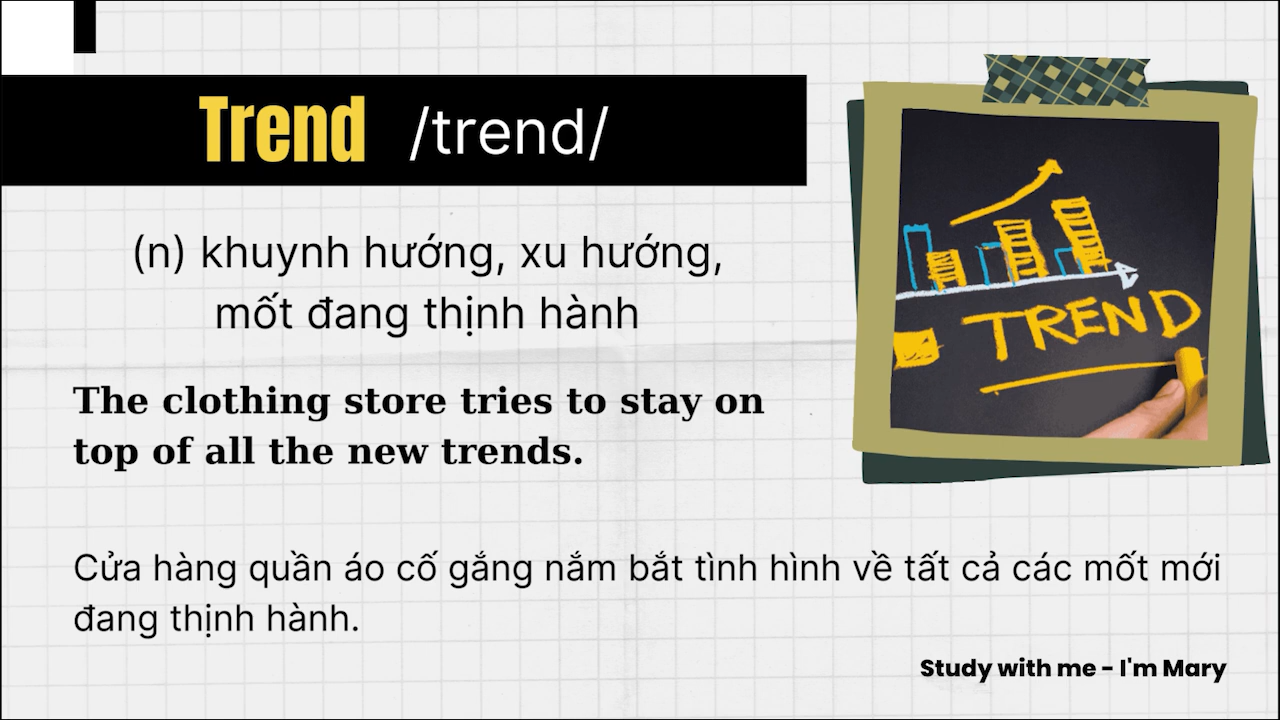 Trend /trend/
(n) khuynh hướng, xu hướng,
mốt đang thịnh hành
The clothing store tries to stay on
top of all the new trends.
TREND
Cửa hàng quần áo cố gắng nắm bắt tình hình về tất cả các mốt mới
đang thịnh hành.
Study with me - I'm Mary